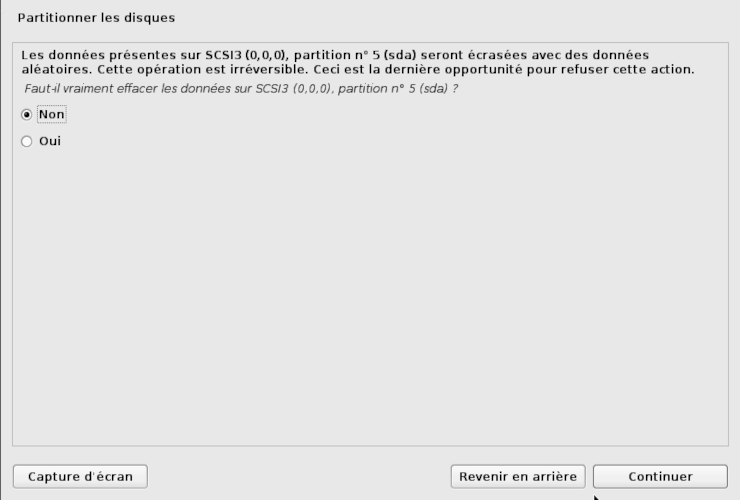 Partitionner les disques
Les données présentes sur SCSI3 (0,0,0), partition n° 5 (sda) seront écrasées avec des données
aléatoires. Cette opération est irréversible. Ceci est la dernière opportunité pour refuser cette action.
Faut-il vraiment effacer les données sur SCSI3 (0,0,0), partition n° 5 (sda) ?
Non
Oui
Capture d'écran
Revenir en arrière
Continuer